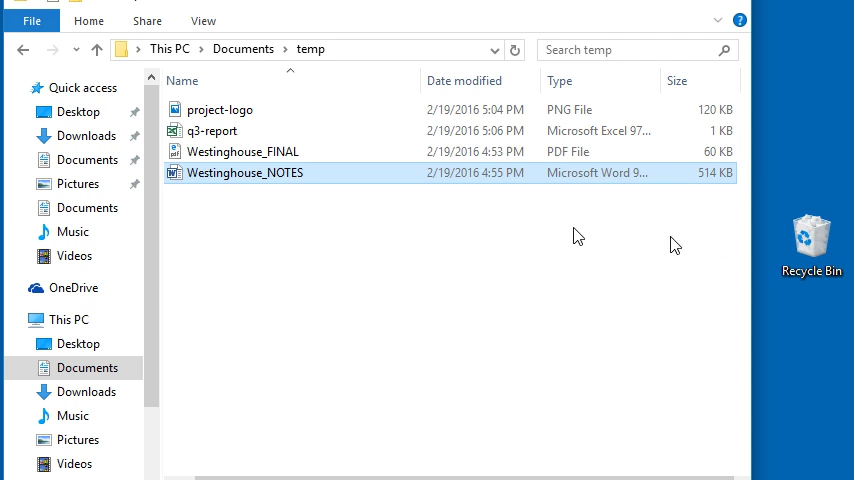 File Home Share View
This PC > Documents > temp
Search temp
Name Date modified Type Size
project-logo 2/19/2016 5:04 PM PNG File 120 KB
q3-report 2/19/2016 5:06 PM Microsoft Excel 97... 1 KB
Westinghouse_FINAL 2/19/2016 4:53 PM PDF File 60 KB
Westinghouse_NOTES 2/19/2016 4:55 PM Microsoft Word 9... 514 KB
Quick access
Desktop
Downloads
Documents
Pictures
Documents
Music
Videos
OneDrive
This PC
Desktop
Documents
Downloads
Music
Pictures
Videos
Recycle Bin